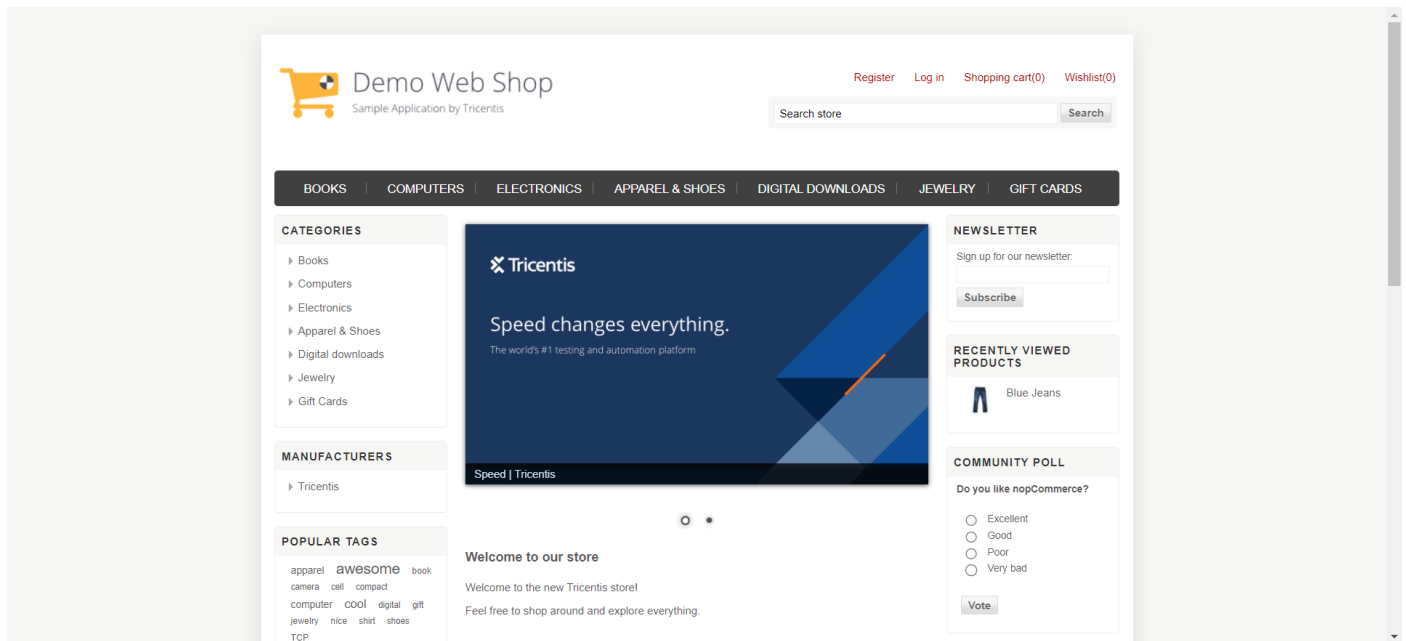 Demo Web Shop
Sample Application by Tricentis
Register Log in Shopping cart(0) Wishlist(0)
Search store Search
BOOKS COMPUTERS ELECTRONICS APPAREL & SHOES DIGITAL DOWNLOADS JEWELRY GIFT CARDS
CATEGORIES
Books
Computers
Electronics
Apparel & Shoes
Digital downloads
Jewelry
Gift Cards
MANUFACTURERS
Tricentis
POPULAR TAGS
apparel awesome book
camera cell compact
computer cool digital gift
jewelry nice shirt shoes
TCP
Tricentis
Speed changes everything.
The world's #1 testing and automation platform
Speed | Tricentis
Welcome to our store
Welcome to the new Tricentis store!
Feel free to shop around and explore everything.
NEWSLETTER
Sign up for our newsletter:
Subscribe
RECENTLY VIEWED
PRODUCTS
Blue Jeans
COMMUNITY POLL
Do you like nopCommerce?
Excellent
Good
Poor
Very bad
Vote